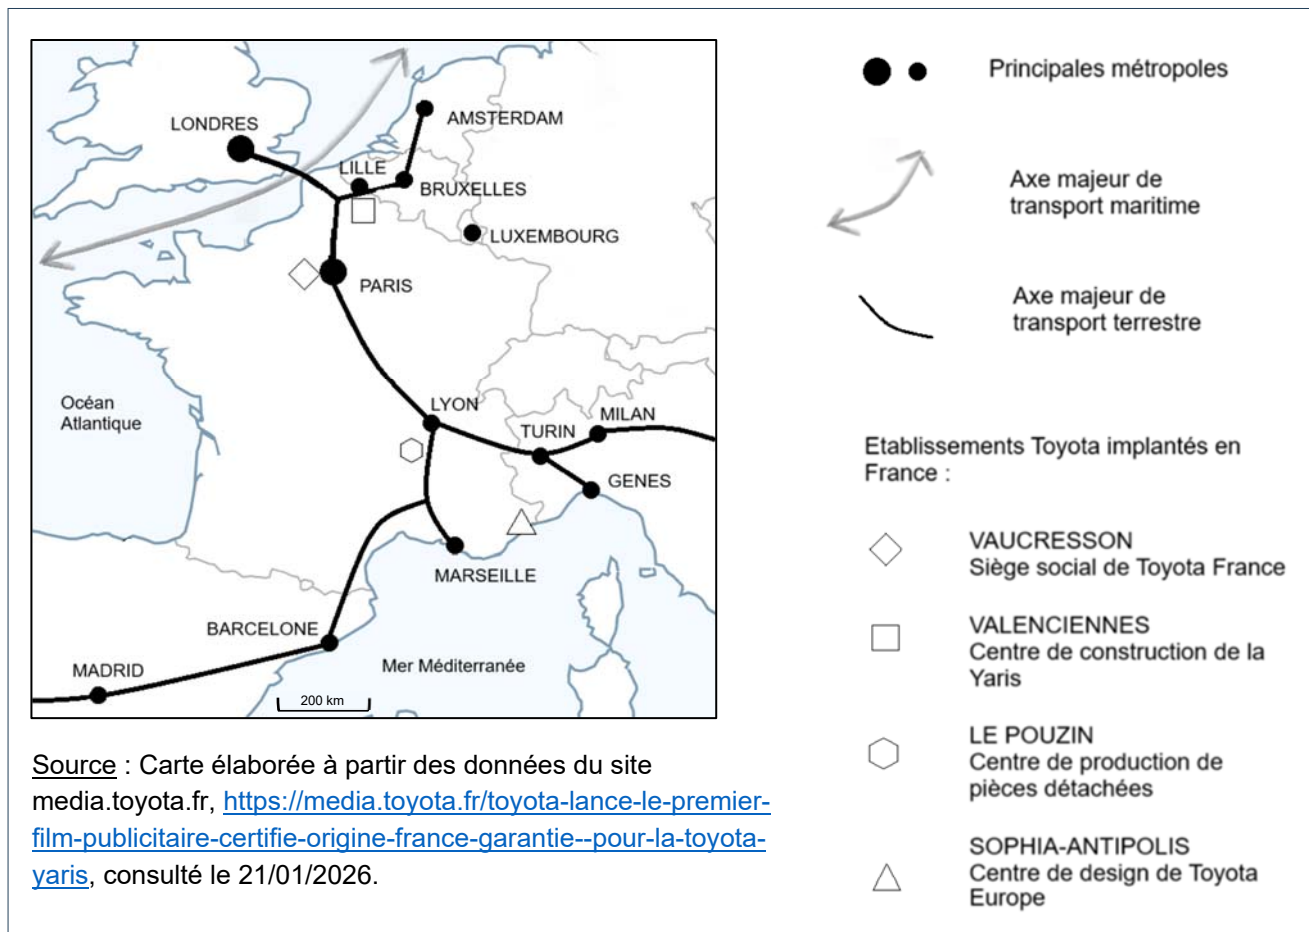 LONDRES
AMSTERDAM
LILLE
BRUXELLES
LUXEMBOURG
PARIS
Océan
Atlantique
LYON
MILAN
TURIN
GENES
MARSEILLE
BARCELONE
Mer Méditerranée
MADRID
200 km
Principales métropoles
Axe majeur de
transport maritime
Axe majeur de
transport terrestre
Etablissements Toyota implantés en
France :
VAUCRESSON
Siège social de Toyota France
VALENCIENNES
Centre de construction de la
Yaris
LE POUZIN
Centre de production de
pièces détachées
SOPHIA-ANTIPOLIS
Centre de design de Toyota
Europe
Source : Carte élaborée à partir des données du site
media.toyota.fr, https://media.toyota.fr/toyota-lance-le-premier-
film-publicitaire-certifie-origine-france-garantie--pour-la-toyota-
yaris, consulté le 21/01/2026.